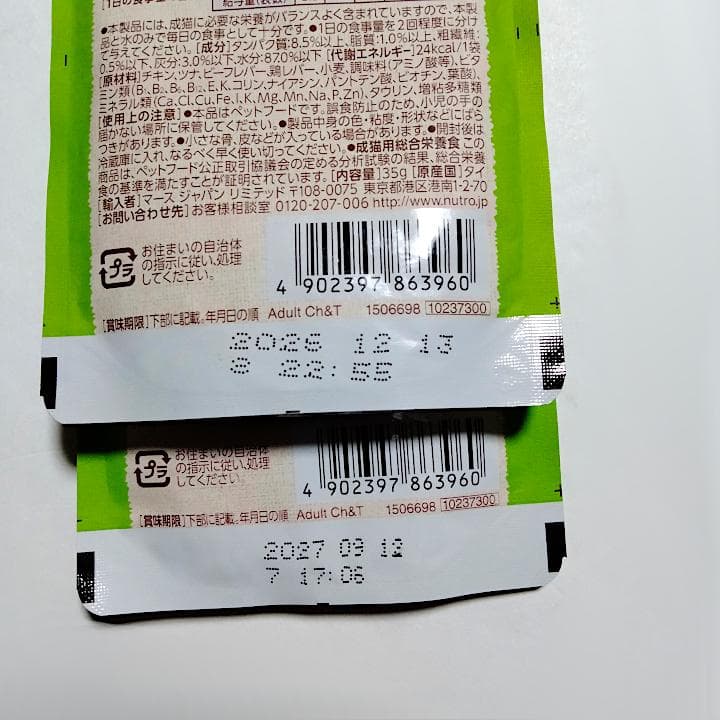 ●本製品には、成猫に必要な栄養がバランスよく含まれていますので、本製
品と水のみで毎日の食事として十分です。●1日の食事量を2回程度に分け
て与えてください。[成分]タンパク質:8.5%以上、脂質:1.0%以上、粗繊維:
0.5%以下、灰分:3.0%以下、水分:87.0%以下 [代謝エネルギー]24kcal/1袋
[原材料]チキン、ツナ、ビーフレバー、鶏レバー、小麦、調味料(アミノ酸等)、ビタ
ミン類(B₁、B₂、B₆、B₁₂、E、K、コリン、ナイアシン、パントテン酸、ビオチン、葉酸)、
ミネラル類(Ca、Cl、Cu、Fe、I、K、Mg、Mn、Na、P、Zn)、タウリン、増粘多糖類
[使用上の注意]●本品はペットフードです。誤食防止のため、小児の手の
届かない場所に保管してください。●製品中身の色・粘度・形状などにばら
つきがあります。●小さな骨、皮などが入っている場合があります。●開封後は
冷蔵庫に入れ、なるべく早く使い切ってください。●成猫用総合栄養食 この
商品は、ペットフード公正取引協議会の定める分析試験の結果、総合栄養
食の基準を満たすことが証明されています。[内容量]35g [原産国]タイ
[輸入者]マース ジャパン リミテッド 〒108-0075 東京都港区港南1-2-70
[お問い合わせ先]お客様相談室 0120-207-006 http://www.nutro.jp
プラ
お住まいの自治体
の指示に従い、処理
してください。
4 902397 863960
[賞味期限]下部に記載。年月日の順 Adult Ch&T 1506698 10237300
2026 12 13
8 22:55
プラ
お住まいの自治体
の指示に従い、処理
してください。
4 902397 863960
[賞味期限]下部に記載。年月日の順 Adult Ch&T 1506698 10237300
2027 09 12
7 17:06